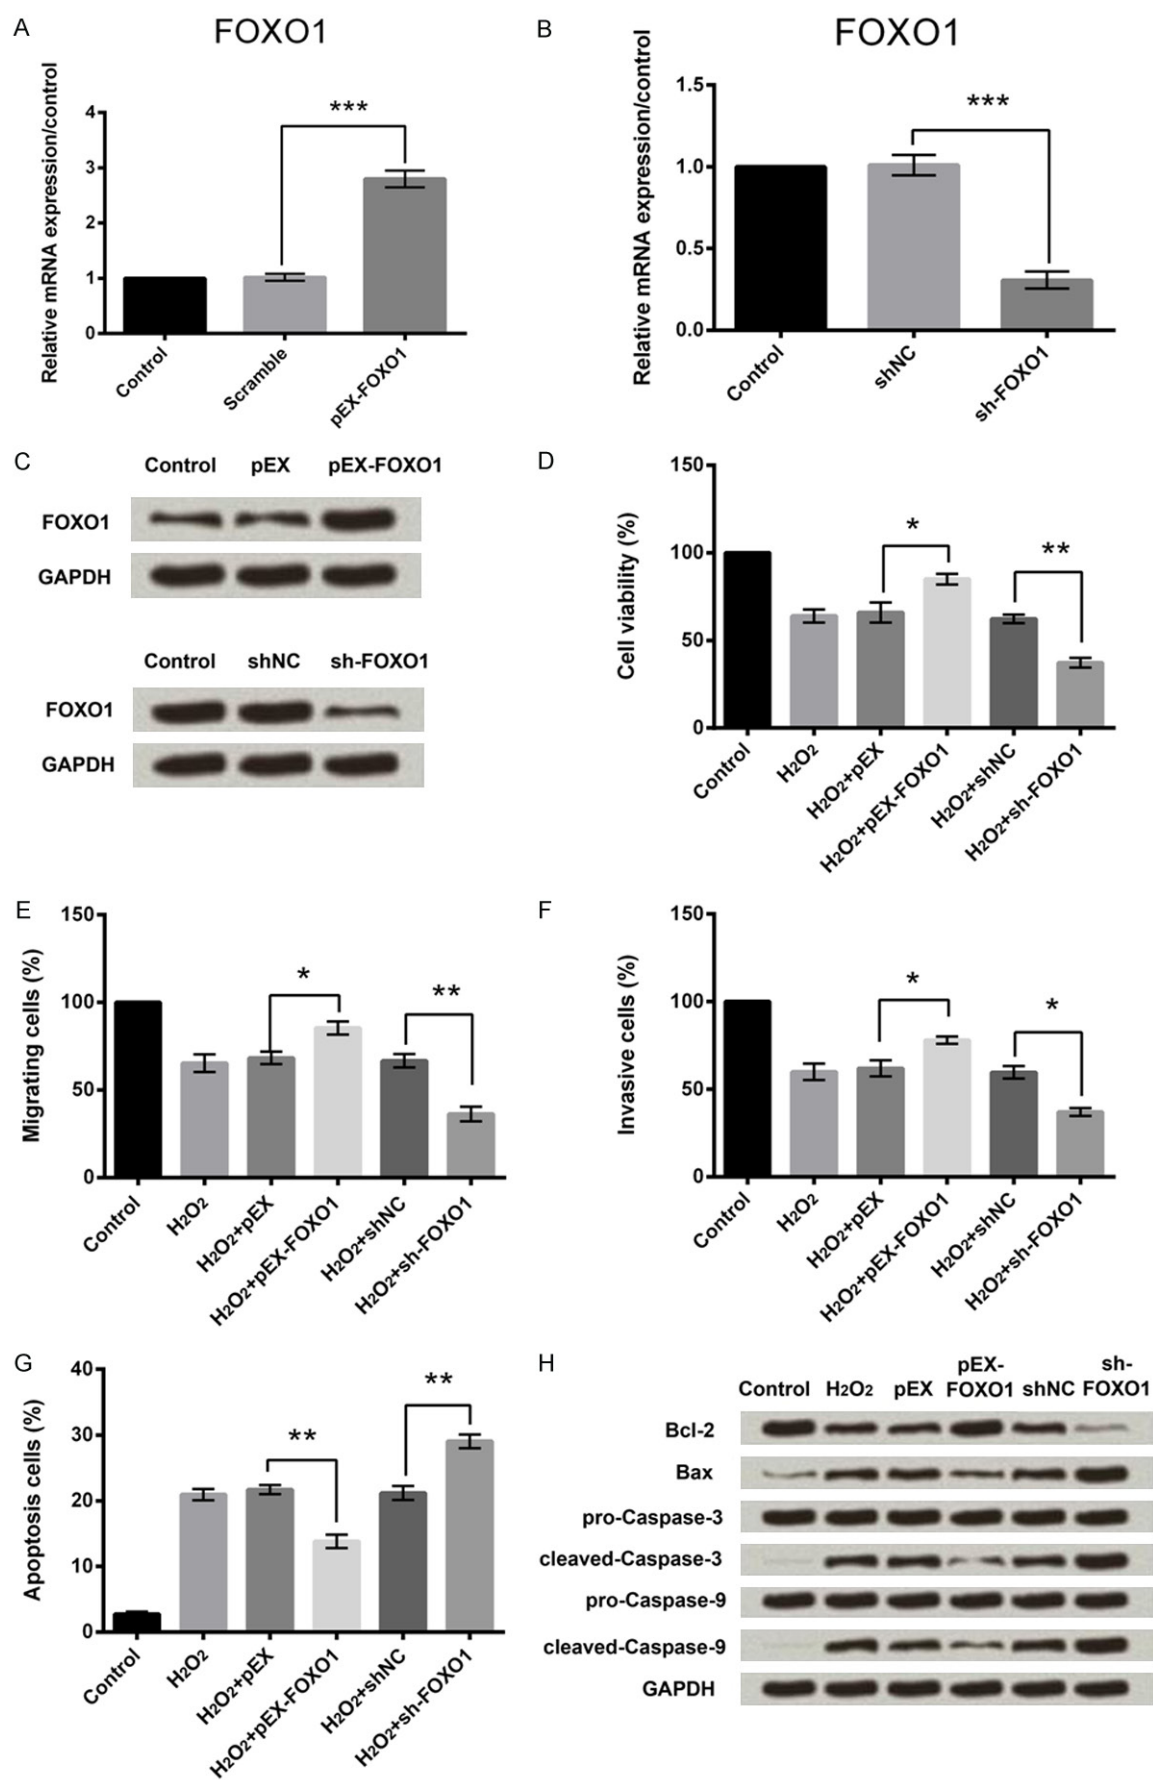 A
FOXO1
Relative mRNA expression/control
4
3
2
1
0
***
Control
Scramble
pEX-FOXO1
B
FOXO1
Relative mRNA expression/control
1.5
1.0
0.5
0.0
***
Control
shNC
sh-FOXO1
C
Control pEX pEX-FOXO1
FOXO1
GAPDH
Control shNC sh-FOXO1
FOXO1
GAPDH
D
Cell viability (%)
150
100
50
0
*
**
Control
H2O2
H2O2+pEX
H2O2+pEX-FOXO1
H2O2+shNC
H2O2+sh-FOXO1
E
Migrating cells (%)
150
100
50
0
*
**
Control
H2O2
H2O2+pEX
H2O2+pEX-FOXO1
H2O2+shNC
H2O2+sh-FOXO1
F
Invasive cells (%)
150
100
50
0
*
*
Control
H2O2
H2O2+pEX
H2O2+pEX-FOXO1
H2O2+shNC
H2O2+sh-FOXO1
G
Apoptosis cells (%)
40
30
20
10
0
**
**
Control
H2O2
H2O2+pEX
H2O2+pEX-FOXO1
H2O2+shNC
H2O2+sh-FOXO1
H
pEX- sh-
Control H2O2 pEX FOXO1 shNC FOXO1
Bcl-2
Bax
pro-Caspase-3
cleaved-Caspase-3
pro-Caspase-9
cleaved-Caspase-9
GAPDH